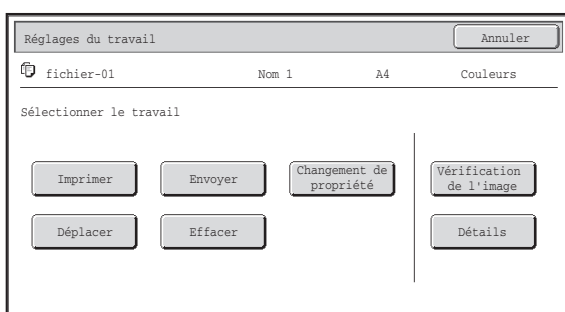 Réglages du travail Annuler
fichier-01 Nom 1 A4 Couleurs
Sélectionner le travail
Imprimer Envoyer Changement de propriété Vérification de l'image
Déplacer Effacer Détails